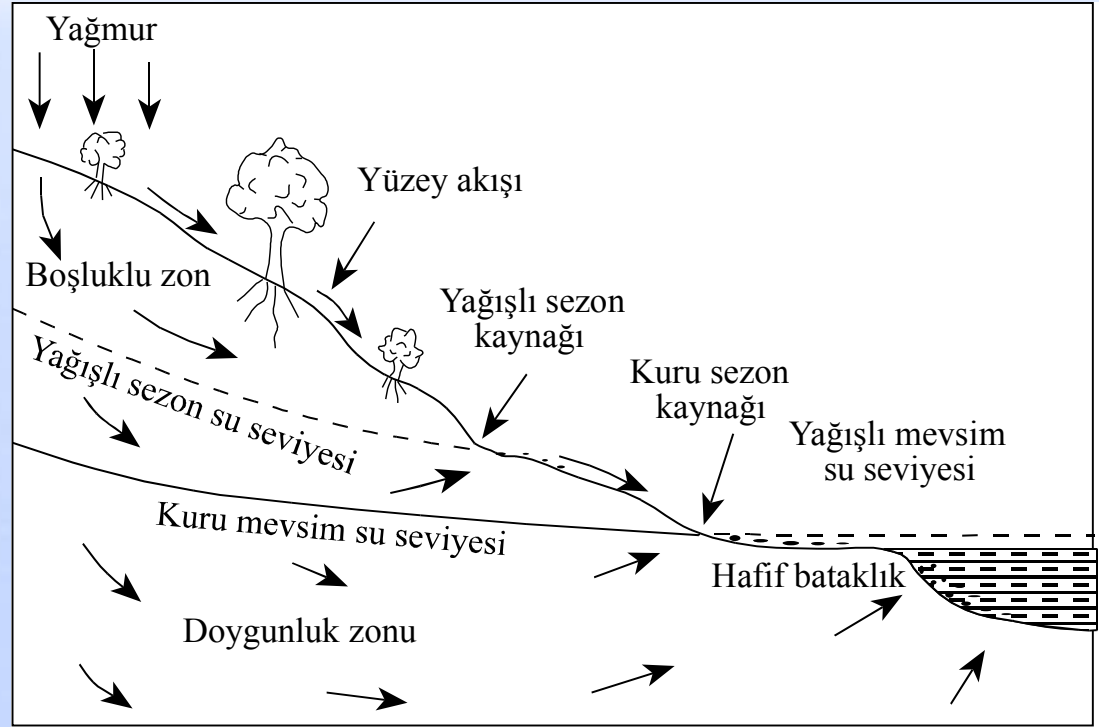 Yağmur
Yüzey akışı
Boşluklu zon
Yağışlı sezon
kaynağı
Yağışlı sezon su seviyesi
Kuru sezon
kaynağı
Yağışlı mevsim
su seviyesi
Kuru mevsim su seviyesi
Hafif bataklık
Doygunluk zonu